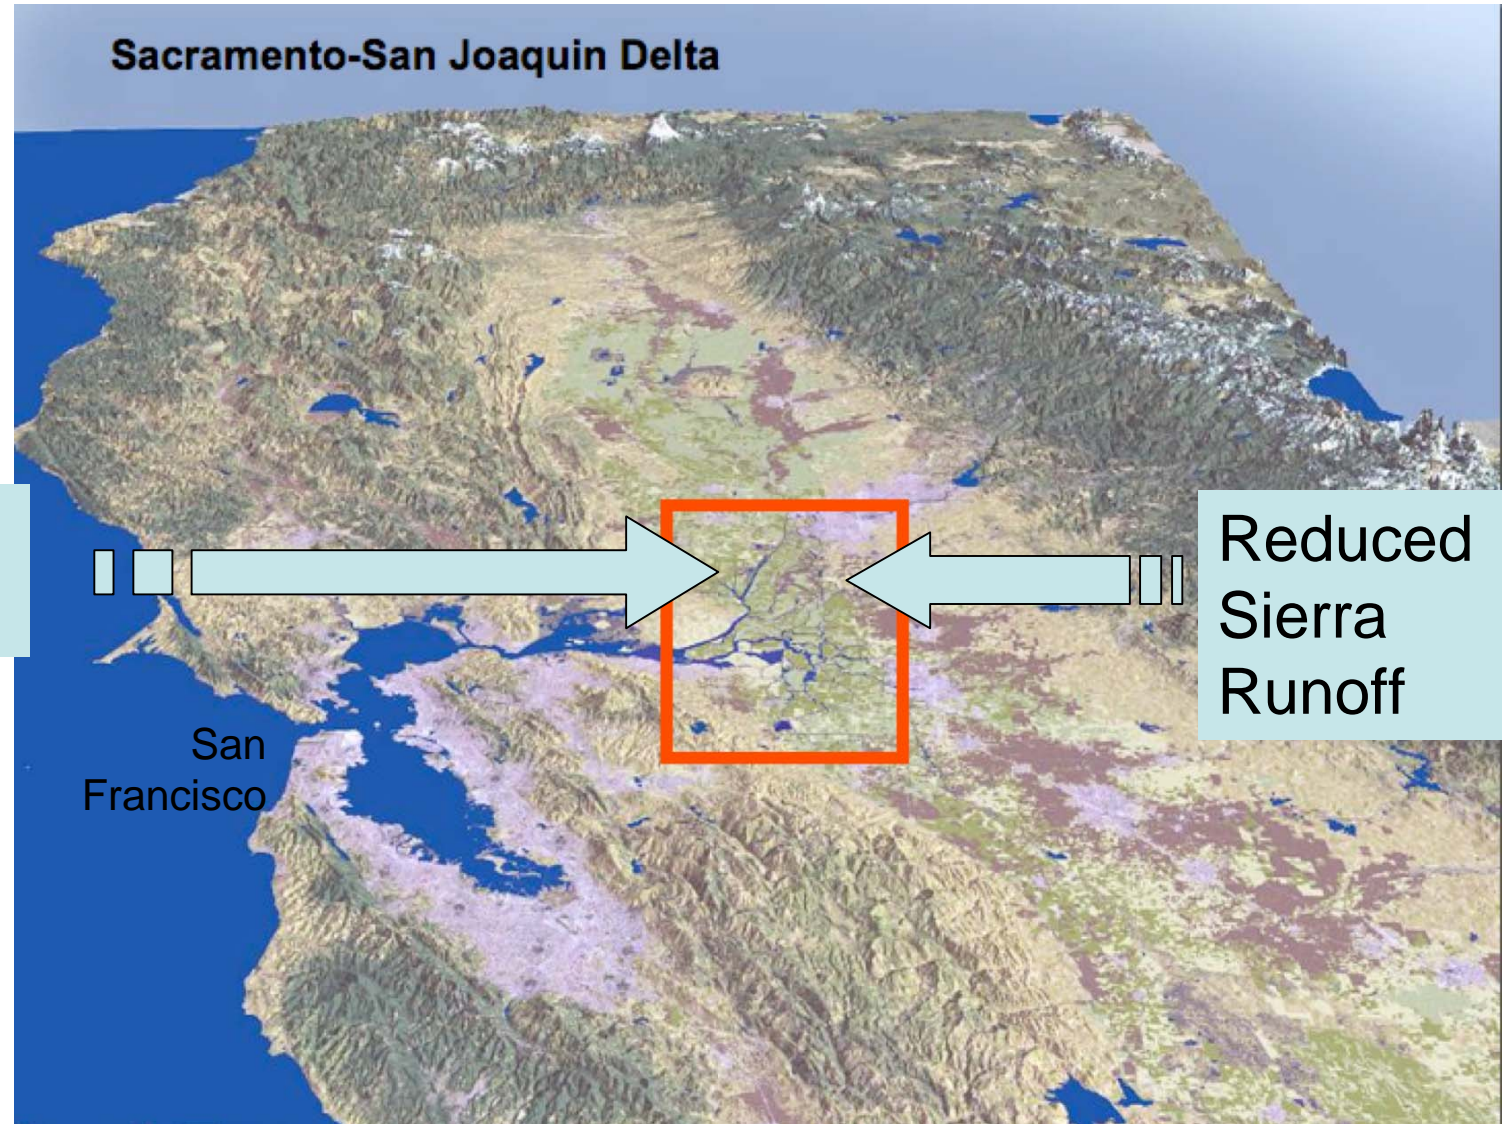 Sacramento-San Joaquin Delta
San
Francisco
Reduced
Sierra
Runoff